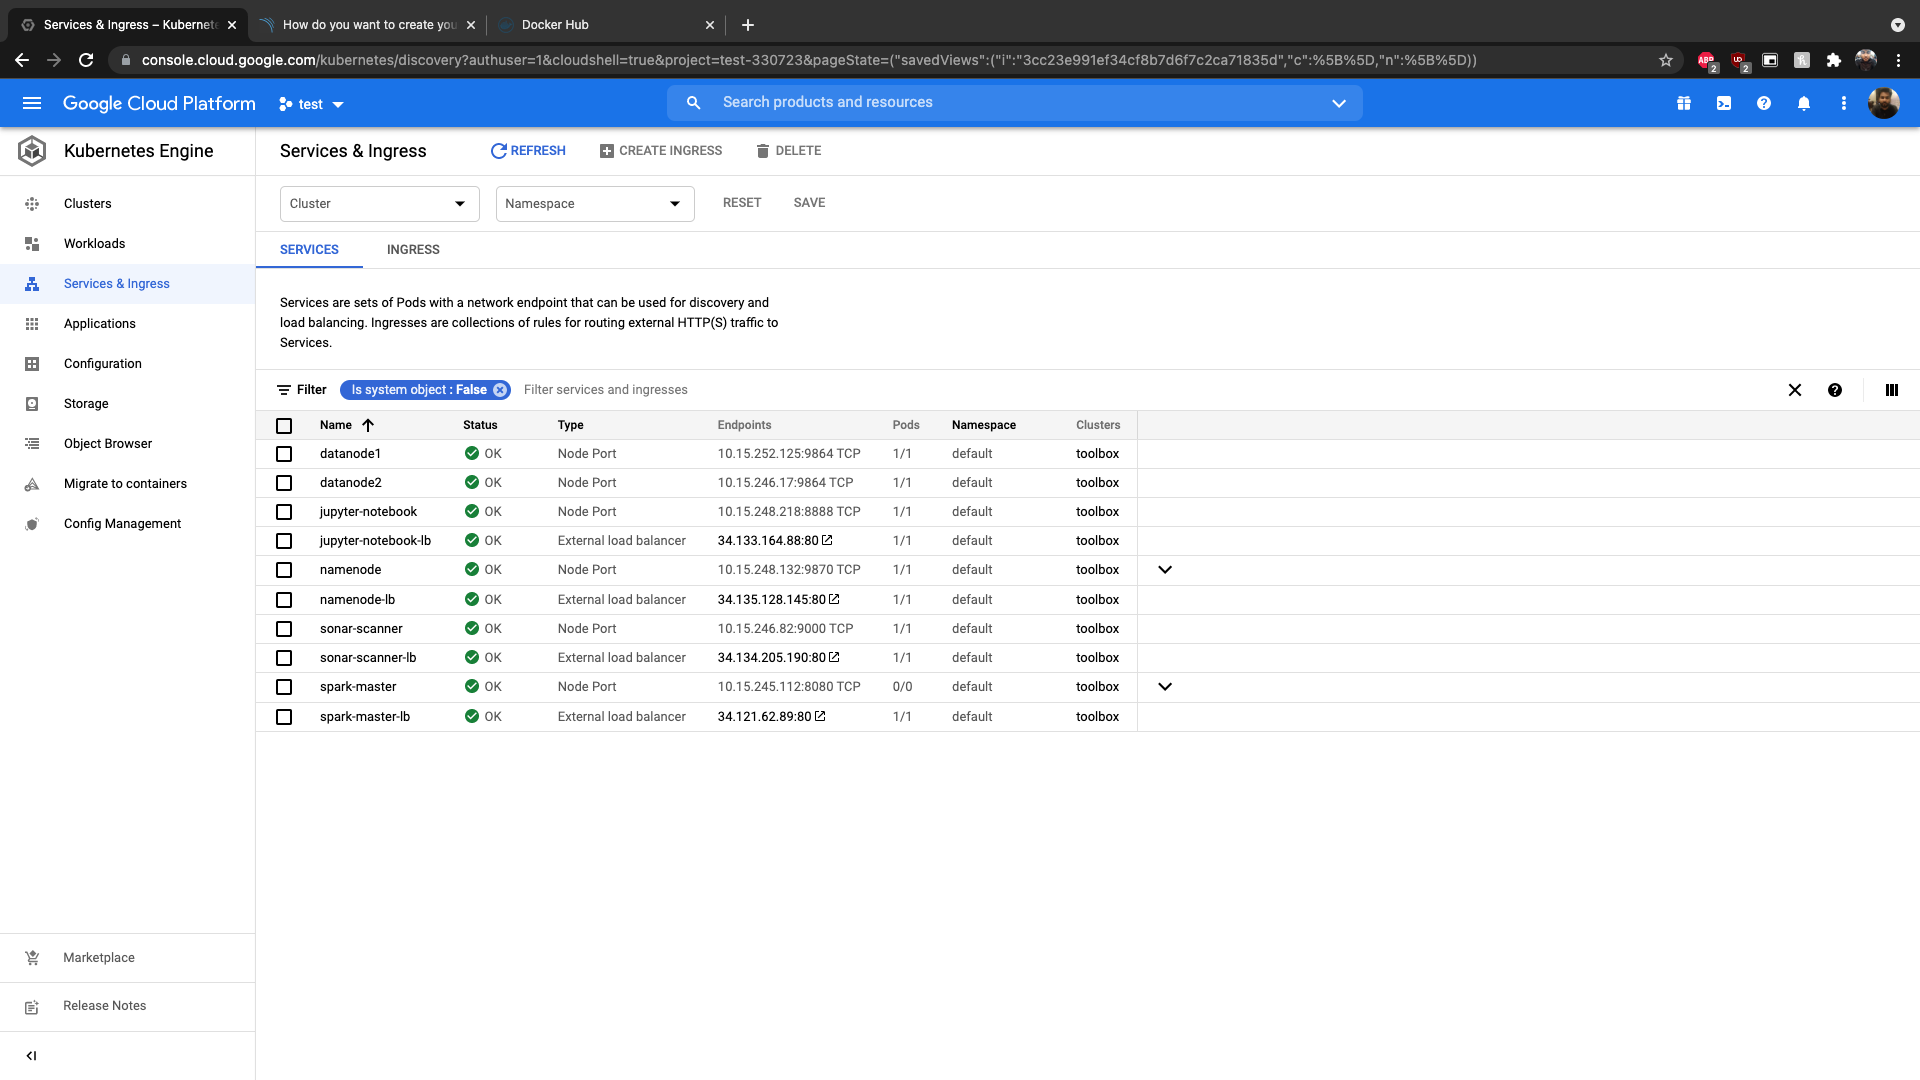 Services & Ingress – Kubernete
How do you want to create you
Docker Hub
console.cloud.google.com/kubernetes/discovery?authuser=1&cloudshell=true&project=test-330723&pageState=("savedViews":("i":"3cc23e991ef34cf8b7d6f7c2ca71835d","c":%5B%5D,"n":%5B%5D))
ABP 2
UD 2
Google Cloud Platform
test
Search products and resources
Kubernetes Engine
Services & Ingress
REFRESH
CREATE INGRESS
DELETE
Clusters
Workloads
Services & Ingress
Applications
Configuration
Storage
Object Browser
Migrate to containers
Config Management
Marketplace
Release Notes
Cluster
Namespace
RESET
SAVE
SERVICES
INGRESS
Services are sets of Pods with a network endpoint that can be used for discovery and
load balancing. Ingresses are collections of rules for routing external HTTP(S) traffic to
Services.
Filter
Is system object : False
Filter services and ingresses
Name Status Type Endpoints Pods Namespace Clusters
datanode1 OK Node Port 10.15.252.125:9864 TCP 1/1 default toolbox
datanode2 OK Node Port 10.15.246.17:9864 TCP 1/1 default toolbox
jupyter-notebook OK Node Port 10.15.248.218:8888 TCP 1/1 default toolbox
jupyter-notebook-lb OK External load balancer 34.133.164.88:80 1/1 default toolbox
namenode OK Node Port 10.15.248.132:9870 TCP 1/1 default toolbox
namenode-lb OK External load balancer 34.135.128.145:80 1/1 default toolbox
sonar-scanner OK Node Port 10.15.246.82:9000 TCP 1/1 default toolbox
sonar-scanner-lb OK External load balancer 34.134.205.190:80 1/1 default toolbox
spark-master OK Node Port 10.15.245.112:8080 TCP 0/0 default toolbox
spark-master-lb OK External load balancer 34.121.62.89:80 1/1 default toolbox